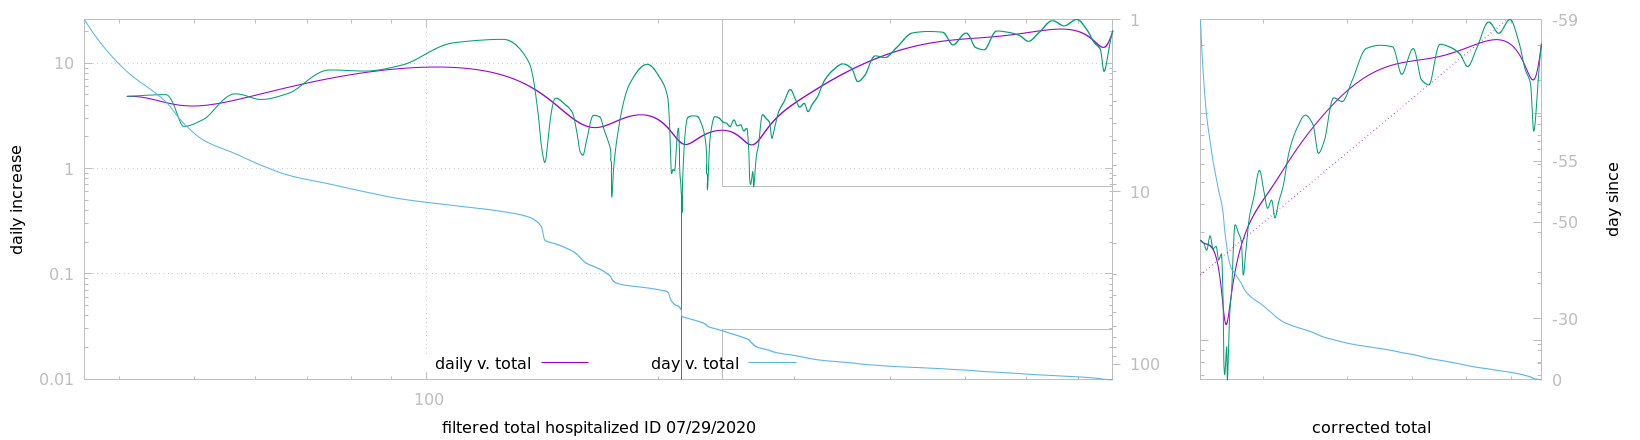 10
1
0.1
0.01
daily increase
100
1
10
100
daily v. total
day v. total
filtered total hospitalized ID 07/29/2020
-59
-55
-50
-30
0
day since
corrected total